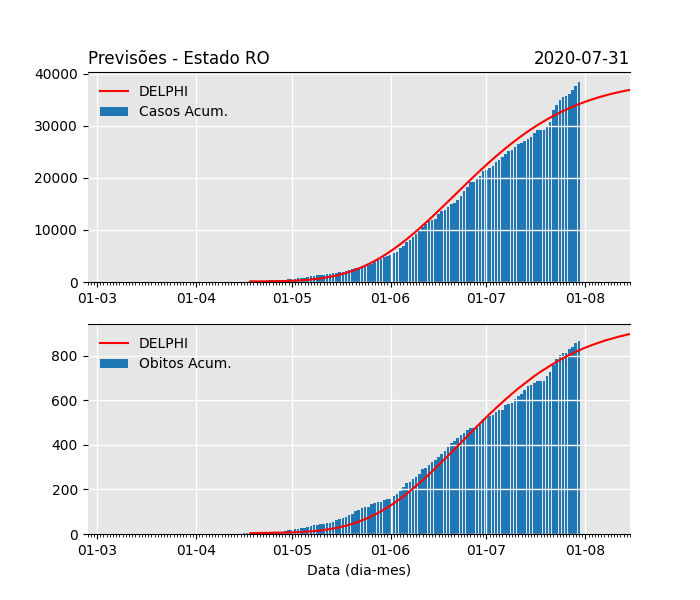 Previsões - Estado RO 2020-07-31
40000
30000
20000
10000
0
DELPHI
Casos Acum.
01-03 01-04 01-05 01-06 01-07 01-08
800
600
400
200
0
DELPHI
Obitos Acum.
01-03 01-04 01-05 01-06 01-07 01-08
Data (dia-mes)